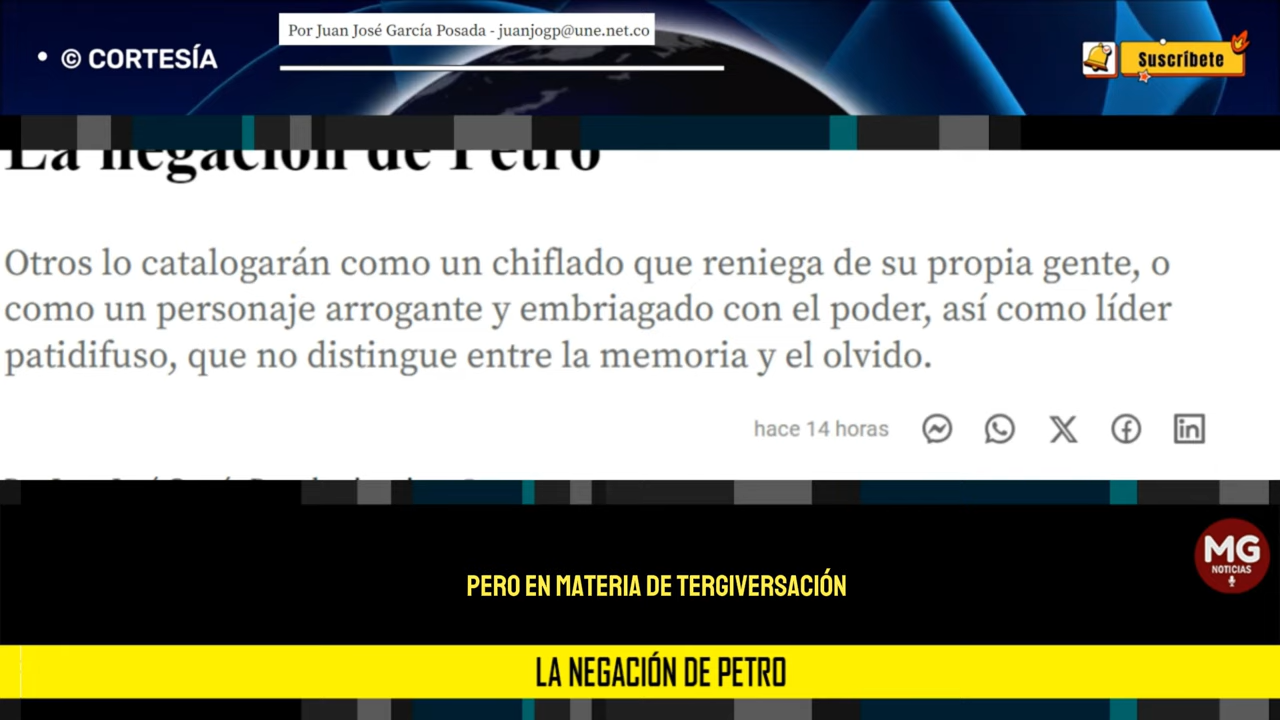 Por Juan José García Posada - juanjogp@une.net.co
• © CORTESÍA
Suscríbete
La negación de Petro
Otros lo catalogarán como un chiflado que reniega de su propia gente, o
como un personaje arrogante y embriagado con el poder, así como líder
patidifuso, que no distingue entre la memoria y el olvido.
hace 14 horas
MG
NOTICIAS
PERO EN MATERIA DE TERGIVERSACIÓN
LA NEGACIÓN DE PETRO